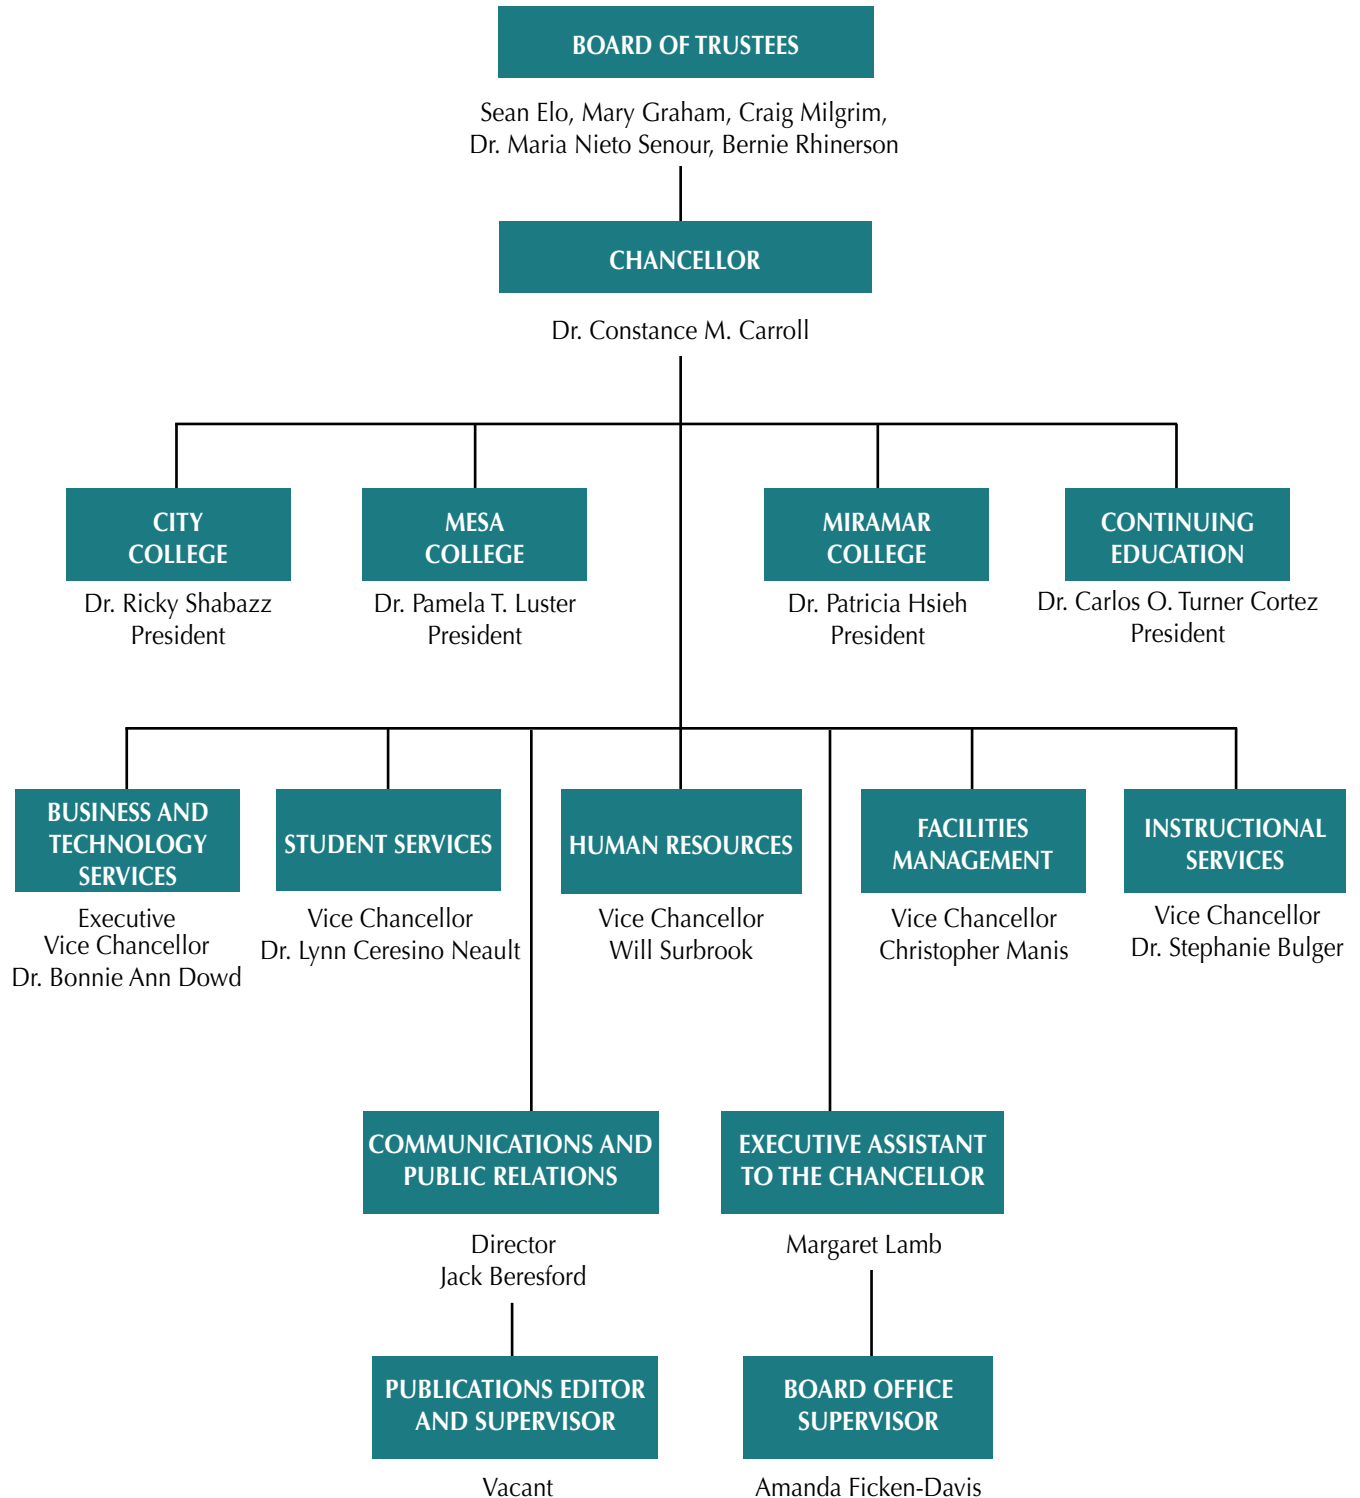 BOARD OF TRUSTEES
Sean Elo, Mary Graham, Craig Milgrim,
Dr. Maria Nieto Senour, Bernie Rhinerson
CHANCELLOR
Dr. Constance M. Carroll
CITY
COLLEGE
Dr. Ricky Shabazz
President
MESA
COLLEGE
Dr. Pamela T. Luster
President
MIRAMAR
COLLEGE
Dr. Patricia Hsieh
President
CONTINUING
EDUCATION
Dr. Carlos O. Turner Cortez
President
BUSINESS AND
TECHNOLOGY
SERVICES
Executive
Vice Chancellor
Dr. Bonnie Ann Dowd
STUDENT SERVICES
Vice Chancellor
Dr. Lynn Ceresino Neault
HUMAN RESOURCES
Vice Chancellor
Will Surbrook
FACILITIES
MANAGEMENT
Vice Chancellor
Christopher Manis
INSTRUCTIONAL
SERVICES
Vice Chancellor
Dr. Stephanie Bulger
COMMUNICATIONS AND
PUBLIC RELATIONS
Director
Jack Beresford
EXECUTIVE ASSISTANT
TO THE CHANCELLOR
Margaret Lamb
PUBLICATIONS EDITOR
AND SUPERVISOR
Vacant
BOARD OFFICE
SUPERVISOR
Amanda Ficken-Davis